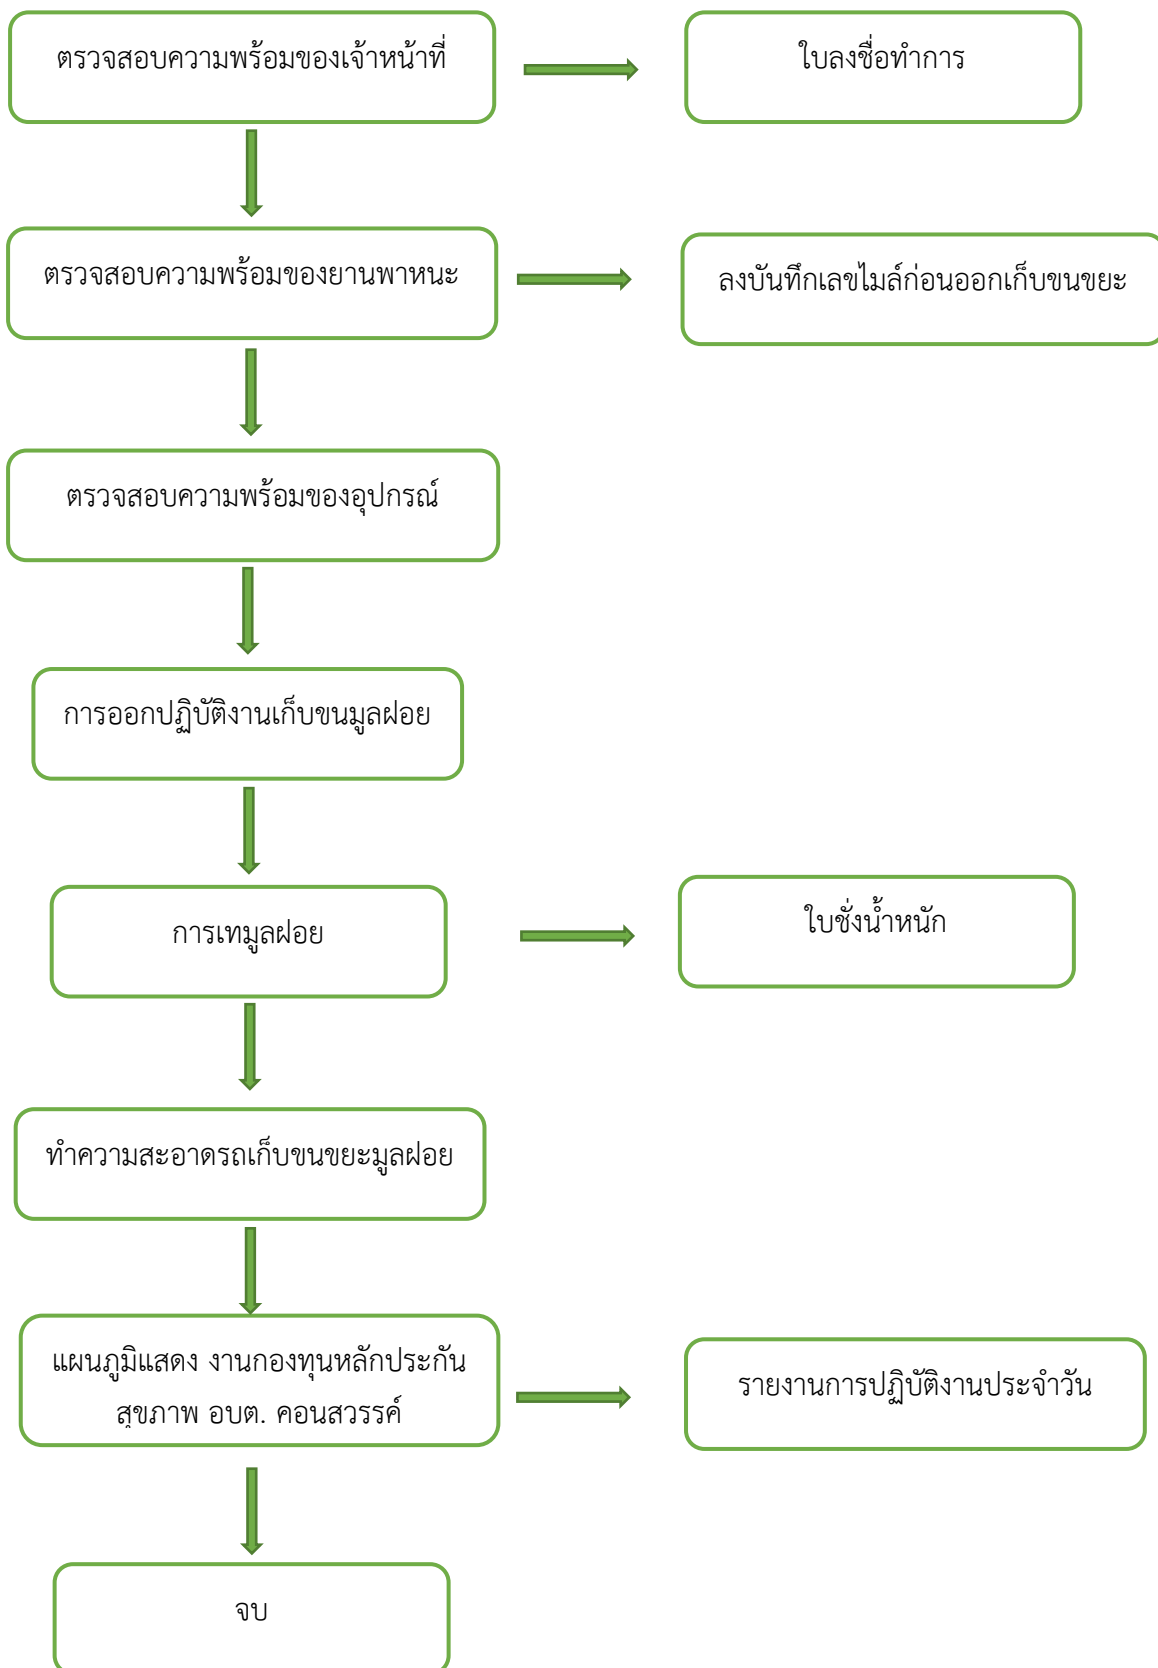 ตรวจสอบความพร้อมของเจ้าหน้าที่
ใบลงชื่อทำการ
ตรวจสอบความพร้อมของยานพาหนะ
ลงบันทึกเลขไมล์ก่อนออกเก็บขนขยะ
ตรวจสอบความพร้อมของอุปกรณ์
การออกปฏิบัติงานเก็บขนมูลฝอย
การเทมูลฝอย
ใบชั่งน้ำหนัก
ทำความสะอาดรถเก็บขนขยะมูลฝอย
แผนภูมิแสดง งานกองทุนหลักประกัน
สุขภาพ อบต. คอนสวรรค์
รายงานการปฏิบัติงานประจำวัน
จบ